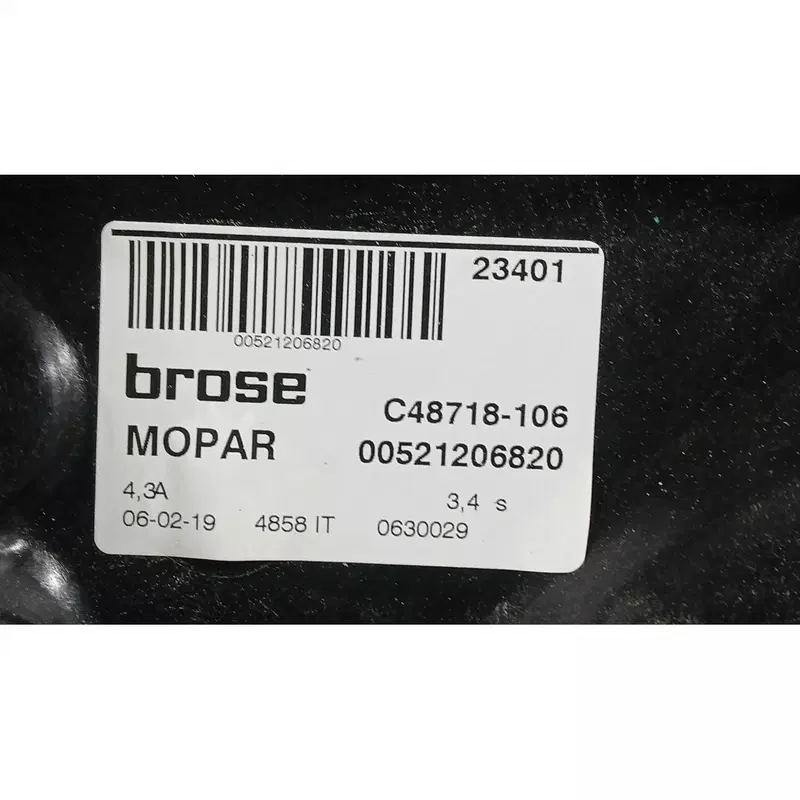 23401
00521206820
brose C48718-106
MOPAR 00521206820
4,3A 3,4 s
06-02-19 4858 IT 0630029